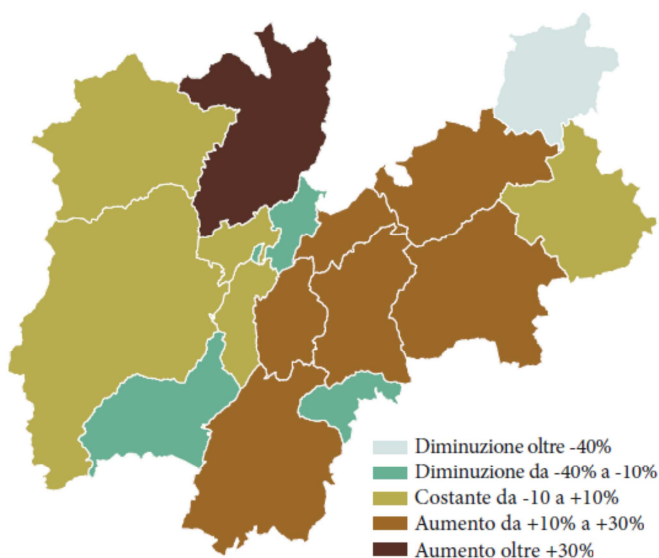 Diminuzione oltre -40%
Diminuzione da -40% a -10%
Costante da -10 a +10%
Aumento da +10% a +30%
Aumento oltre +30%